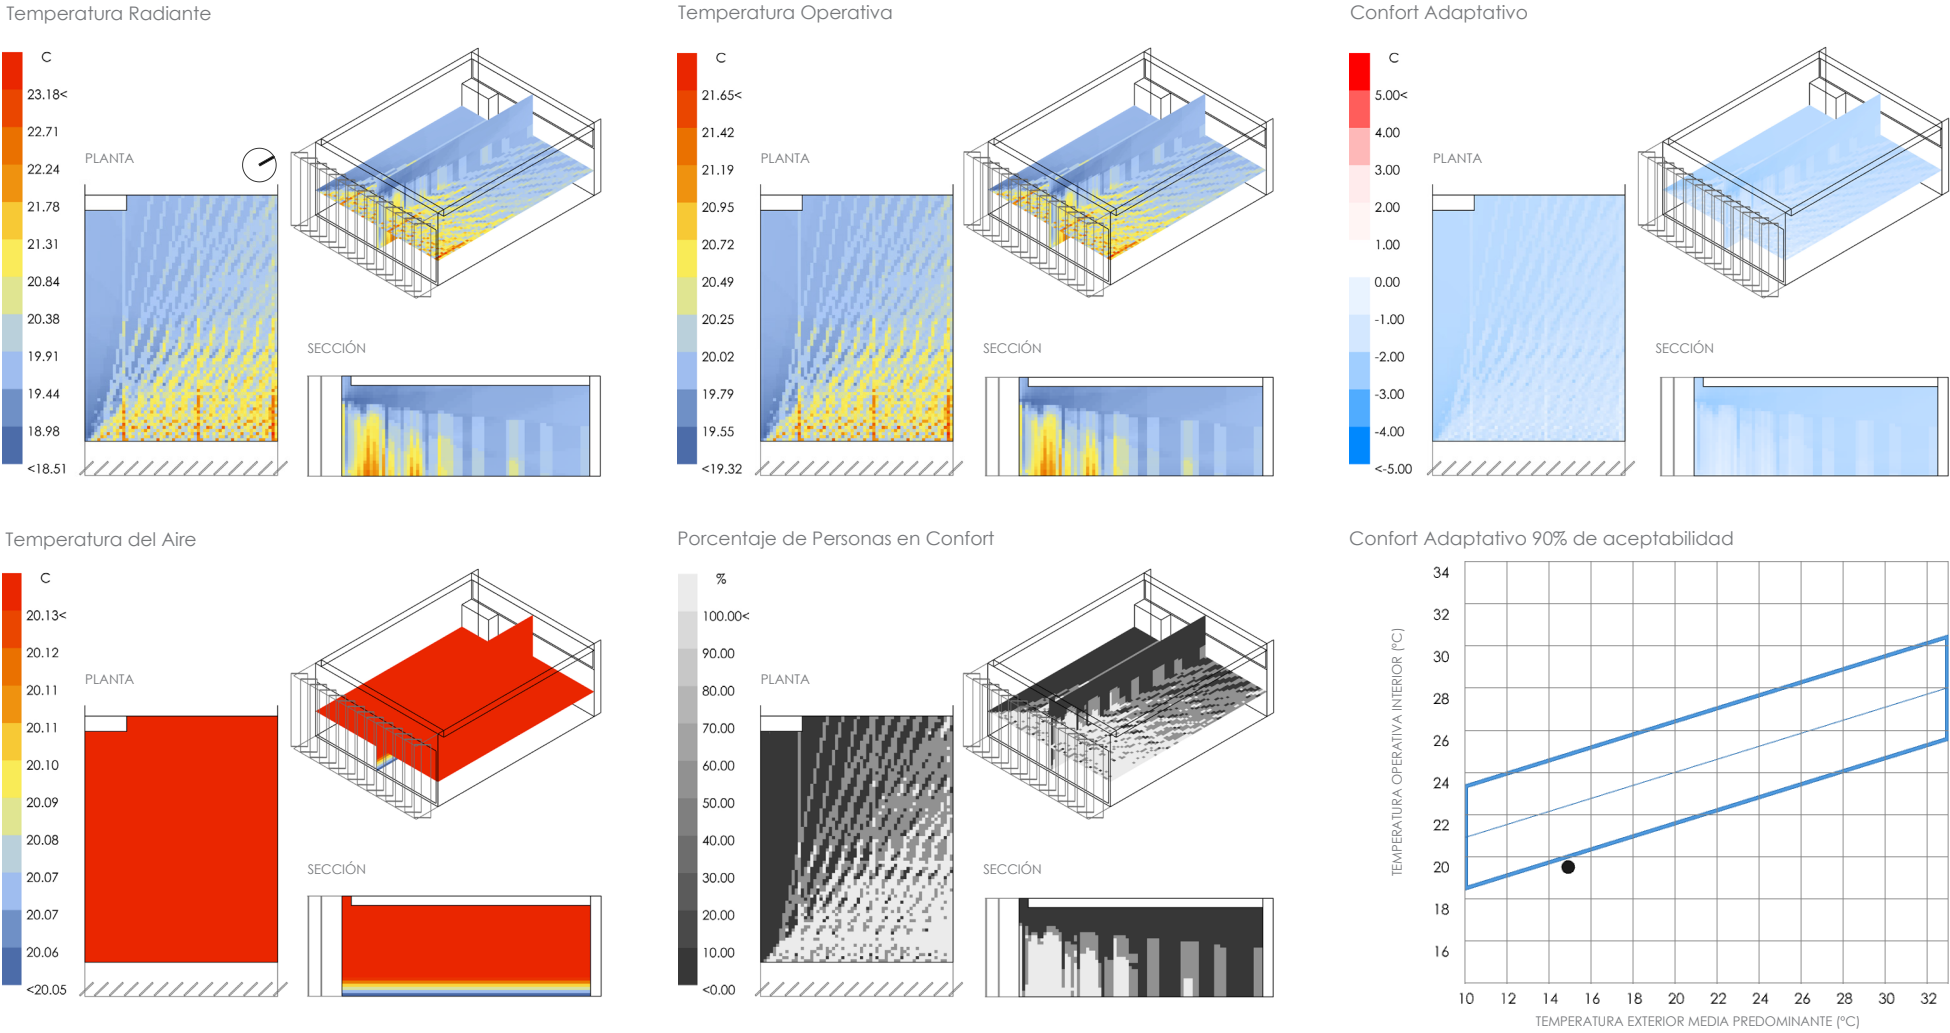 Temperatura Radiante
C
23.18<
22.71
22.24
21.78
21.31
20.84
20.38
19.91
19.44
18.98
<18.51
PLANTA
SECCIÓN
Temperatura Operativa
C
21.65<
21.42
21.19
20.95
20.72
20.49
20.25
20.02
19.79
19.55
<19.32
PLANTA
SECCIÓN
Confort Adaptativo
C
5.00<
4.00
3.00
2.00
1.00
0.00
-1.00
-2.00
-3.00
-4.00
<-5.00
PLANTA
SECCIÓN
Temperatura del Aire
C
20.13<
20.12
20.11
20.11
20.10
20.09
20.08
20.07
20.07
20.06
<20.05
PLANTA
SECCIÓN
Porcentaje de Personas en Confort
%
100.00<
90.00
80.00
70.00
60.00
50.00
40.00
30.00
20.00
10.00
<0.00
PLANTA
SECCIÓN
Confort Adaptativo 90% de aceptabilidad
TEMPERATURA OPERATIVA INTERIOR (ºC)
34
32
30
28
26
24
22
20
18
16
10 12 14 16 18 20 22 24 26 28 30 32
TEMPERATURA EXTERIOR MEDIA PREDOMINANTE (ºC)